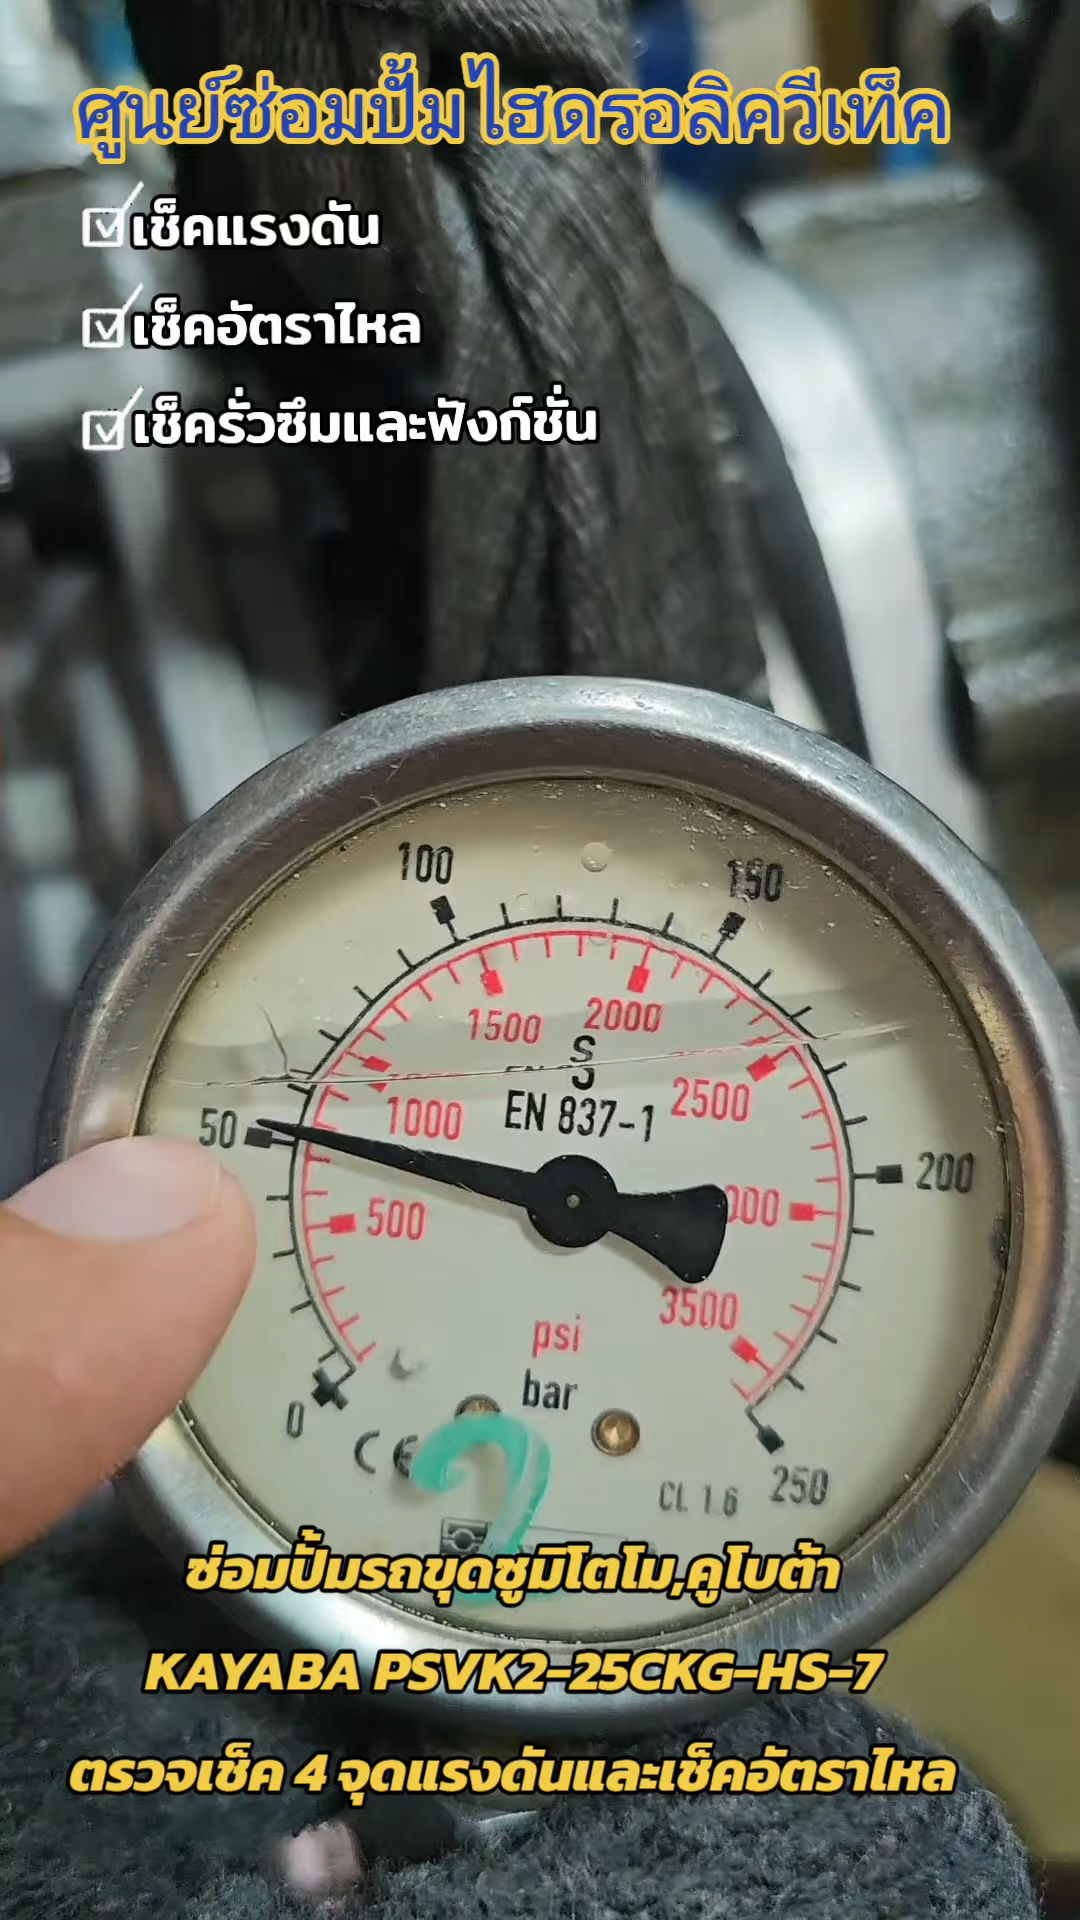 ศูนย์ซ่อมปั้มไฮดรอลิควีเท็ค
เช็คแรงดัน
เช็คอัตราไหล
เช็ครั่วซึมและฟังก์ชั่น
100
150
1500
2000
S
50
1000
EN 837-1
2500
200
500
psi
3500
bar
0
CE
2
CL 1.6
250
ซ่อมปั้มรถขุดซูมิโตโม,คูโบต้า
KAYABA PSVK2-25CKG-HS-7
ตรวจเช็ค 4 จุดแรงดันและเช็คอัตราไหล